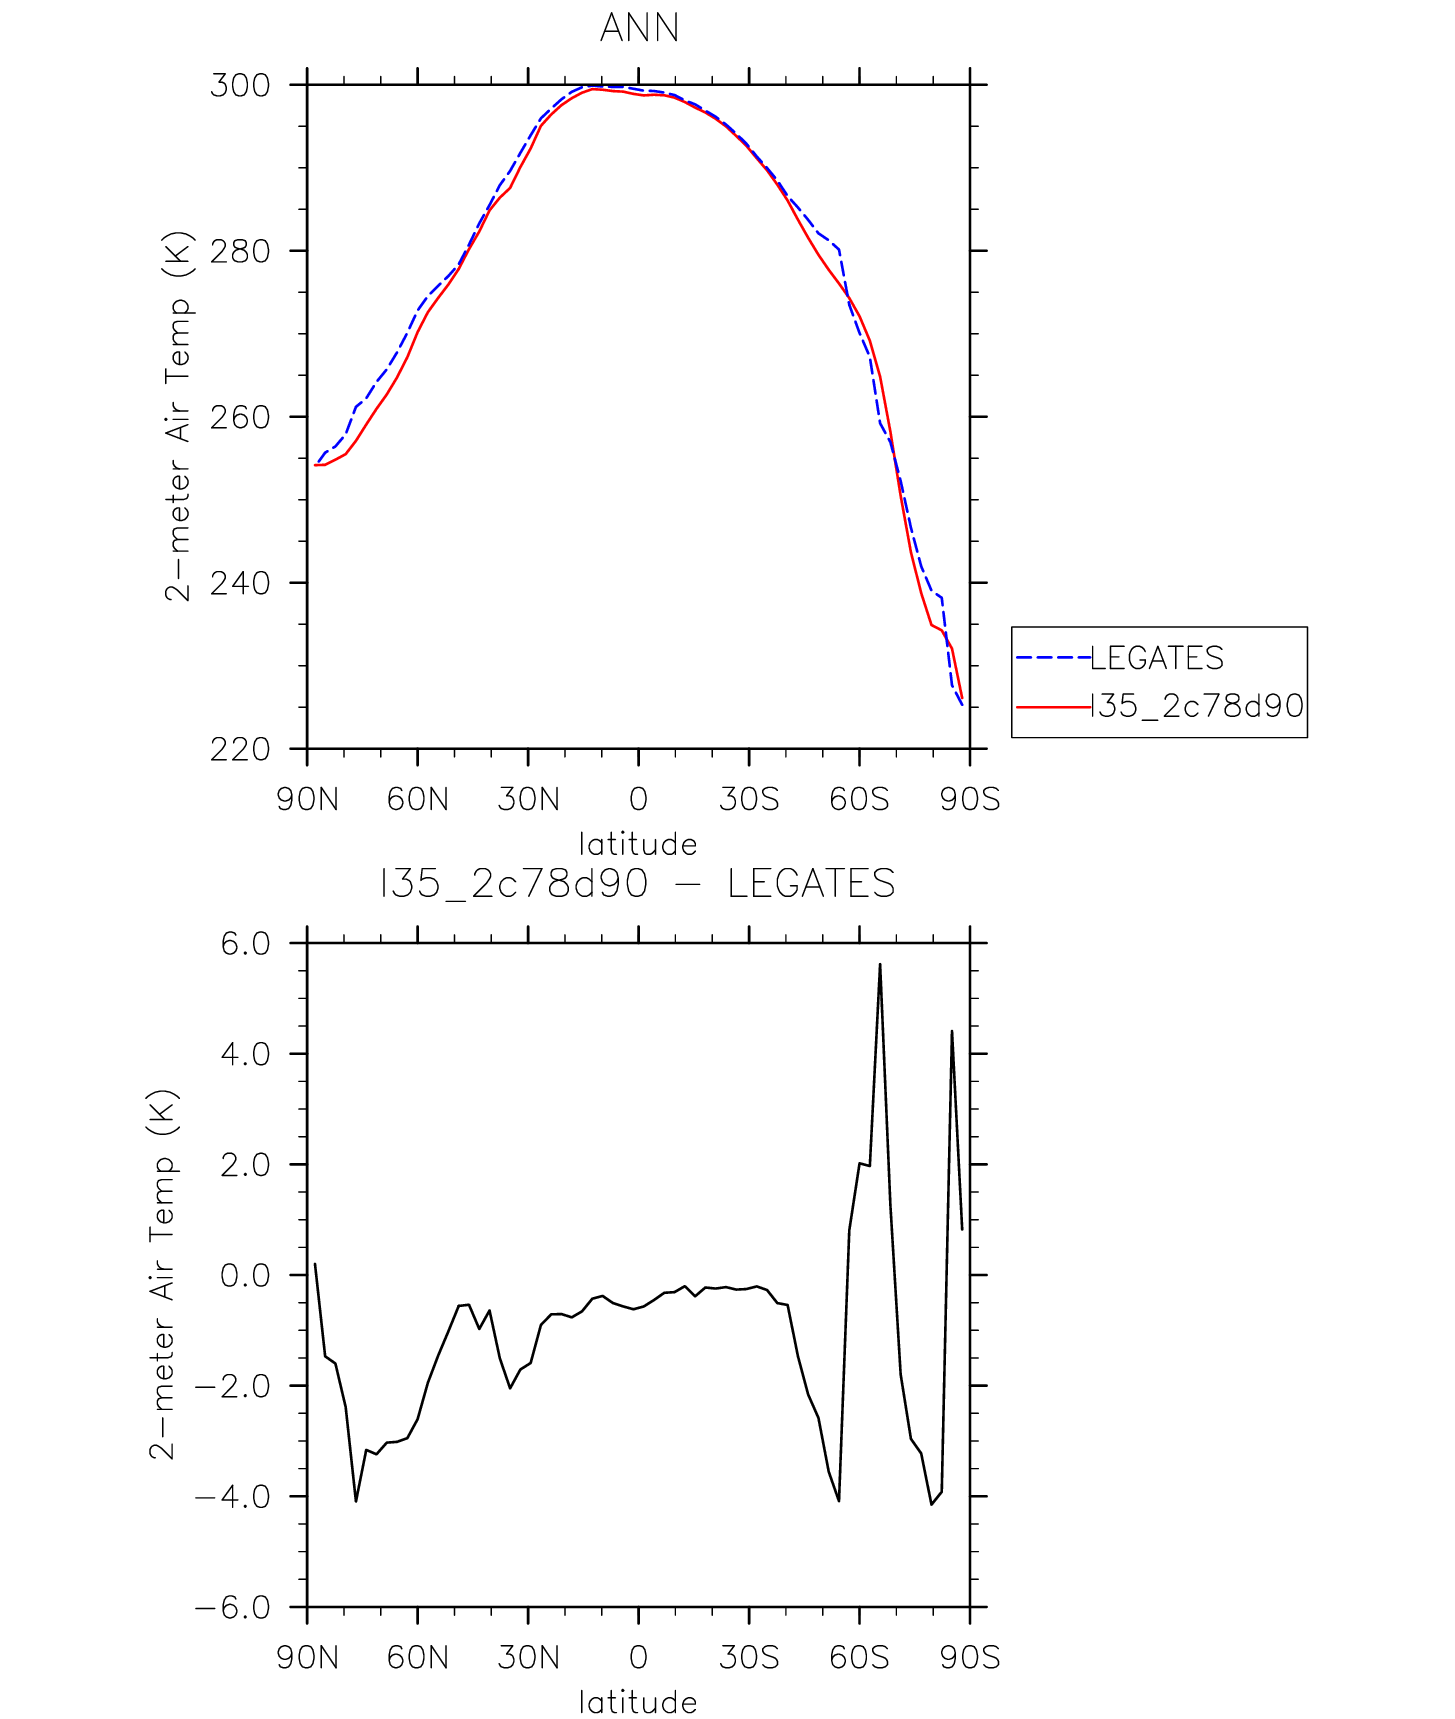 ANN
300
280
260
240
220
2-meter Air Temp (K)
90N 60N 30N 0 30S 60S 90S
latitude
LEGATES
I35_2c78d90
I35_2c78d90 - LEGATES
6.0
4.0
2.0
0.0
-2.0
-4.0
-6.0
2-meter Air Temp (K)
90N 60N 30N 0 30S 60S 90S
latitude